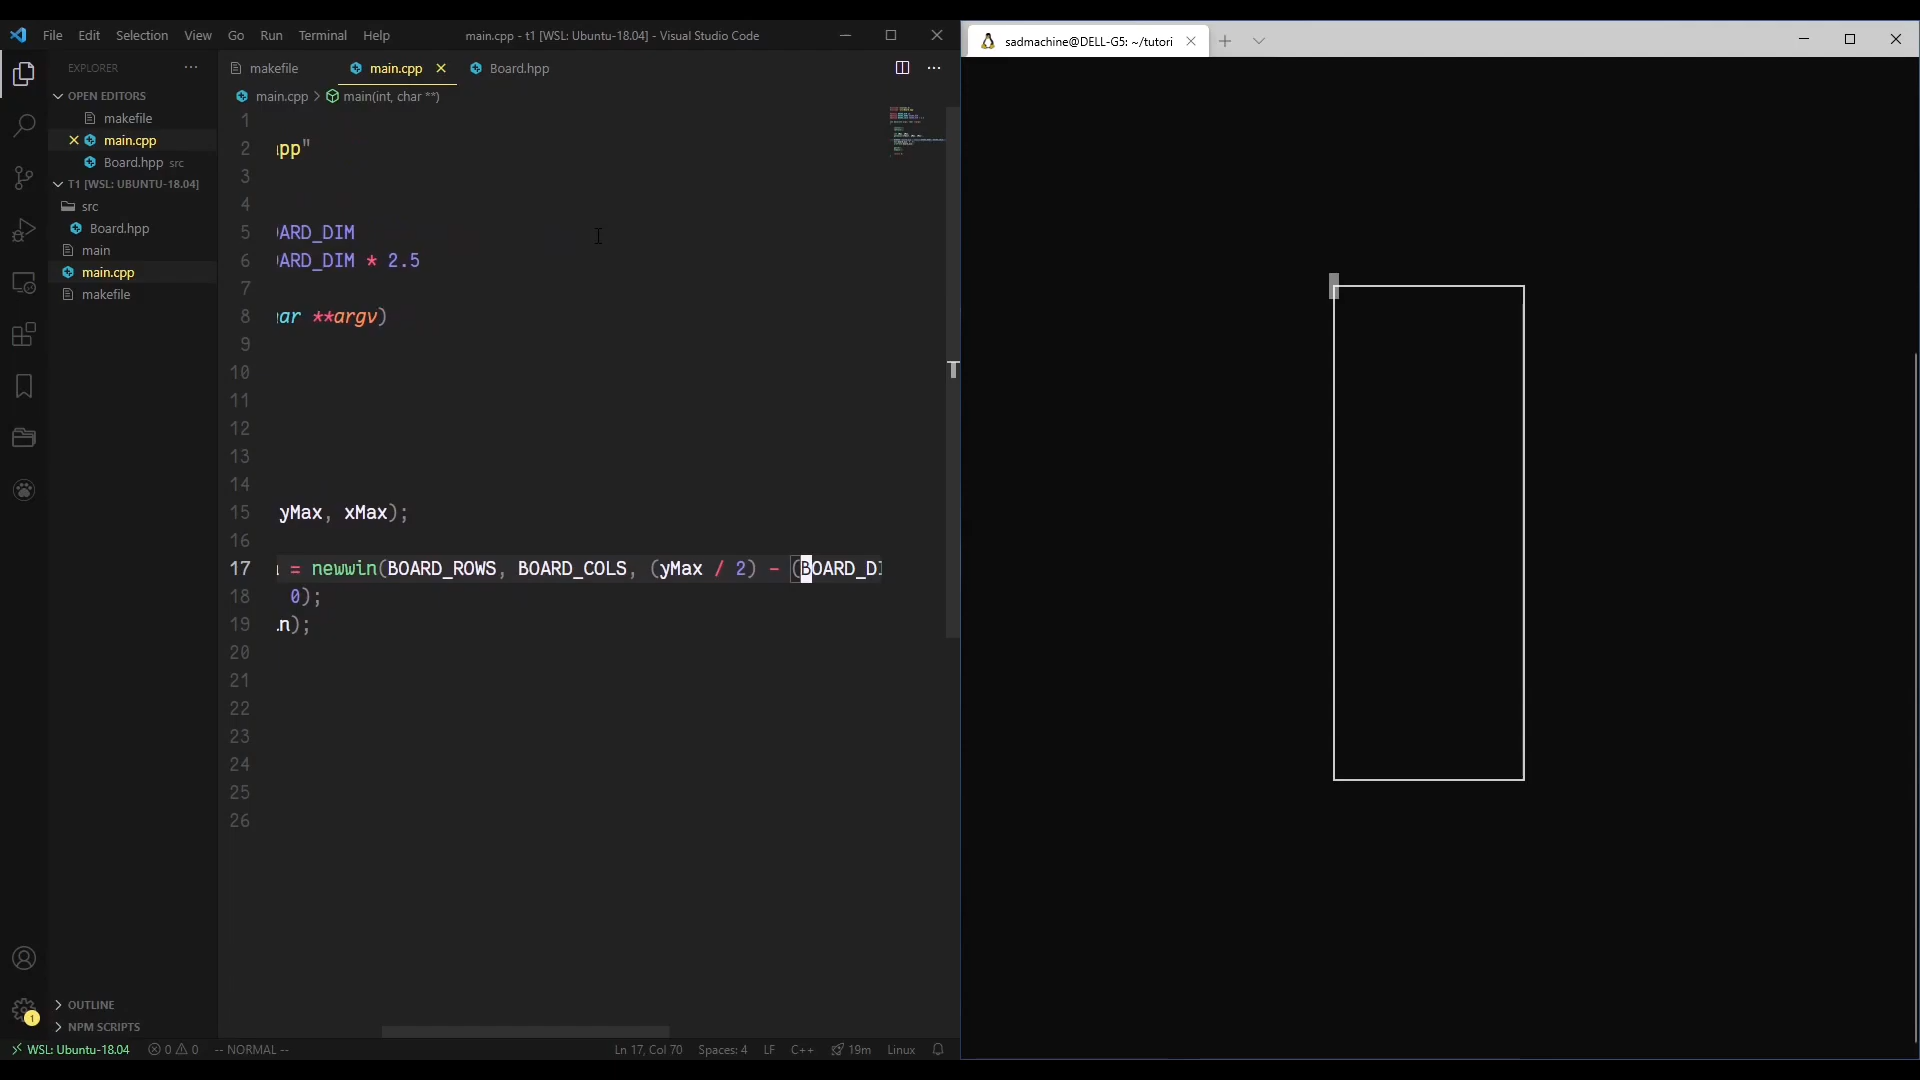 File Edit Selection View Go Run Terminal Help
main.cpp - t1 [WSL: Ubuntu-18.04] - Visual Studio Code
EXPLORER
OPEN EDITORS
makefile
main.cpp
Board.hpp src
T1 [WSL: UBUNTU-18.04]
src
Board.hpp
main
main.cpp
makefile
OUTLINE
NPM SCRIPTS
makefile main.cpp Board.hpp
main.cpp > main(int, char **)
1
2 pp"
3
4
5 OARD_DIM
6 OARD_DIM * 2.5
7
8 ar **argv)
9
10
11
12
13
14
15 yMax, xMax);
16
17 = newwin(BOARD_ROWS, BOARD_COLS, (yMax / 2) - (BOARD_DI
18 0);
19 n);
20
21
22
23
24
25
26
1
WSL: Ubuntu-18.04 0 0 -- NORMAL -- Ln 17, Col 70 Spaces: 4 LF C++ 19m Linux
sadmachine@DELL-G5: ~/tutori